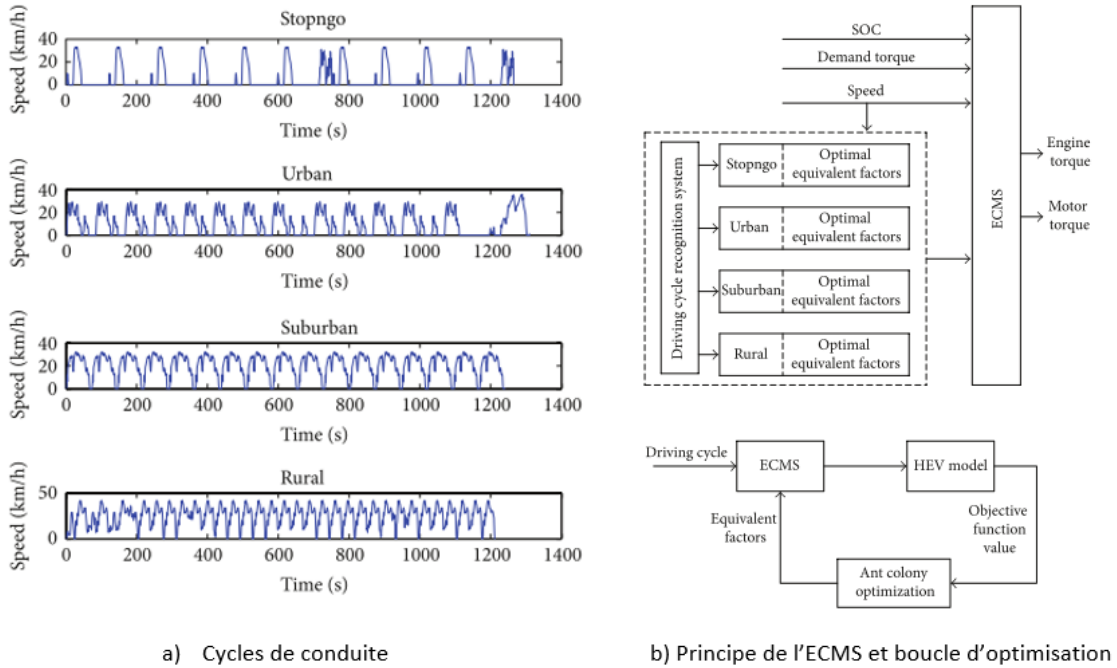 Stopngo
Speed (km/h)
40
20
0
0 200 400 600 800 1000 1200 1400
Time (s)
Urban
Speed (km/h)
40
20
0
0 200 400 600 800 1000 1200 1400
Time (s)
Suburban
Speed (km/h)
40
20
0
0 200 400 600 800 1000 1200 1400
Time (s)
Rural
Speed (km/h)
50
0
0 200 400 600 800 1000 1200 1400
Time (s)
a) Cycles de conduite
SOC
Demand torque
Speed
Driving cycle recognition system
Stopngo
Optimal
equivalent factors
Urban
Optimal
equivalent factors
Suburban
Optimal
equivalent factors
Rural
Optimal
equivalent factors
ECMS
Engine
torque
Motor
torque
Driving cycle
ECMS
HEV model
Equivalent
factors
Objective
function
value
Ant colony
optimization
b) Principe de l'ECMS et boucle d'optimisation